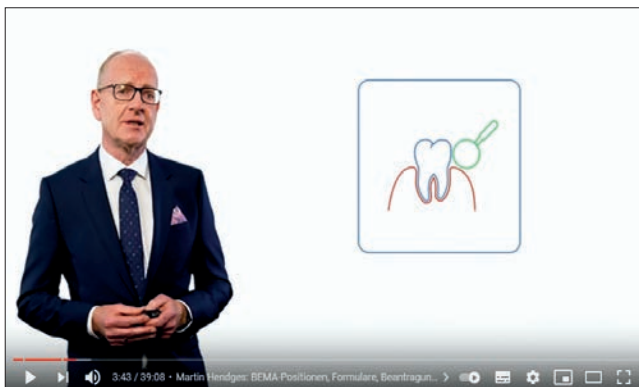 3:43 / 39:08 • Martin Hendges: BEMA-Positionen, Formulare, Beantragun...